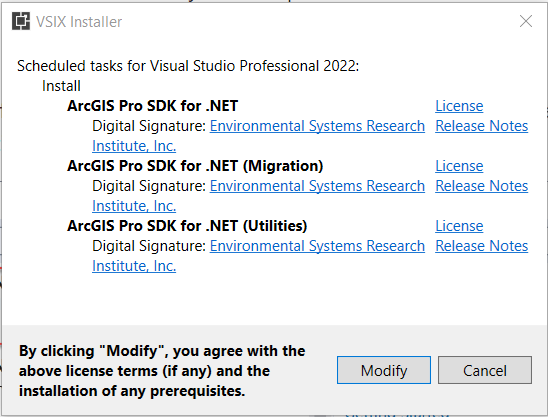 VSIX Installer
Scheduled tasks for Visual Studio Professional 2022:
Install
ArcGIS Pro SDK for .NET License
Digital Signature: Environmental Systems Research Release Notes
Institute, Inc.
ArcGIS Pro SDK for .NET (Migration) License
Digital Signature: Environmental Systems Research Release Notes
Institute, Inc.
ArcGIS Pro SDK for .NET (Utilities) License
Digital Signature: Environmental Systems Research Release Notes
Institute, Inc.
By clicking "Modify", you agree with the
above license terms (if any) and the
installation of any prerequisites.
Modify Cancel